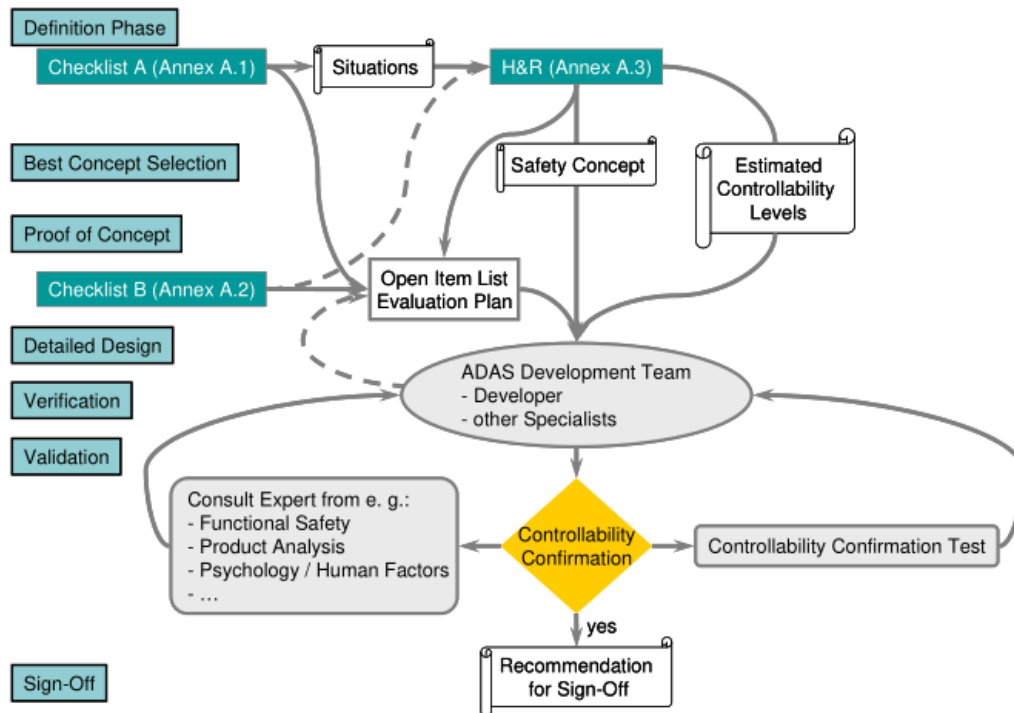 Definition Phase
Checklist A (Annex A.1)
Situations
H&R (Annex A.3)
Best Concept Selection
Safety Concept
Estimated
Controllability
Levels
Proof of Concept
Checklist B (Annex A.2)
Open Item List
Evaluation Plan
Detailed Design
ADAS Development Team
- Developer
- other Specialists
Verification
Validation
Consult Expert from e. g.:
- Functional Safety
- Product Analysis
- Psychology / Human Factors
- ...
Controllability
Confirmation
Controllability Confirmation Test
yes
Recommendation
for Sign-Off
Sign-Off